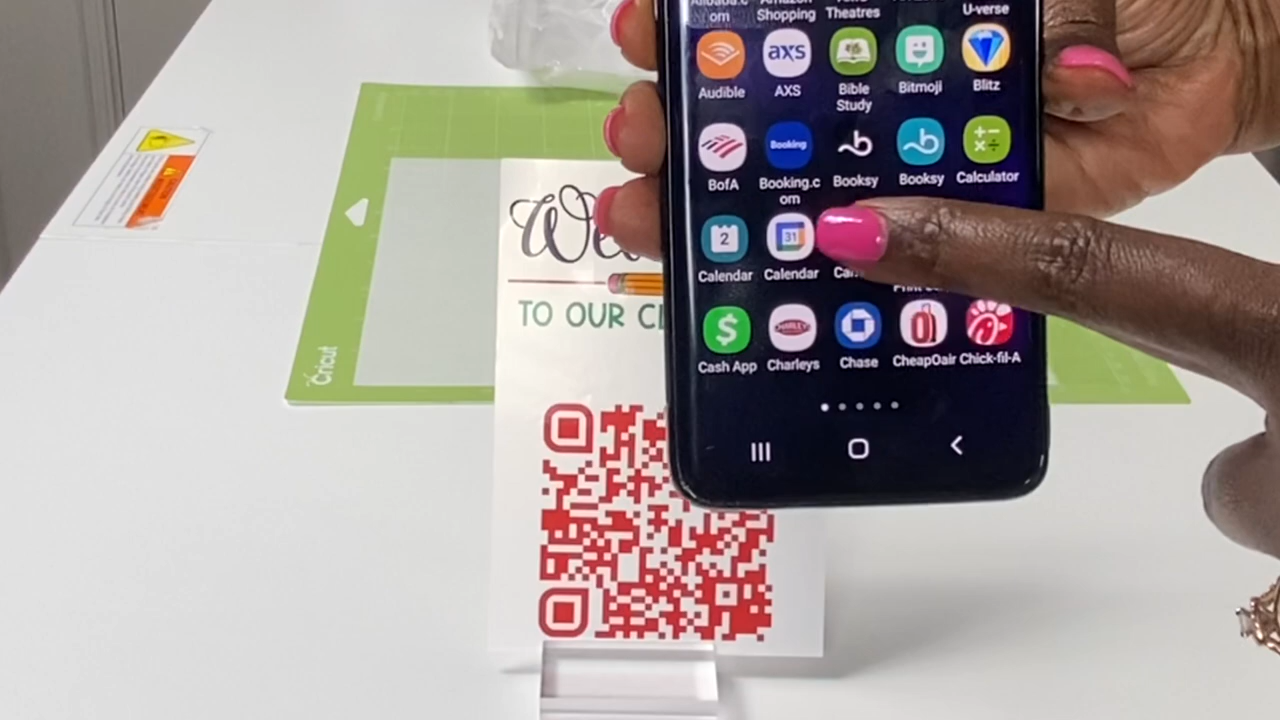 U-verse
Shopping
Theatres
om
axs
Audible
AXS
Bible
Study
Bitmoji
Blitz
Booking
BofA
Booking.c
om
Booksy
Booksy
Calculator
2
31
Calendar
Calendar
$
Cash App
Charleys
Chase
CheapOair
Chick-fil-A
TO OUR
Cricut